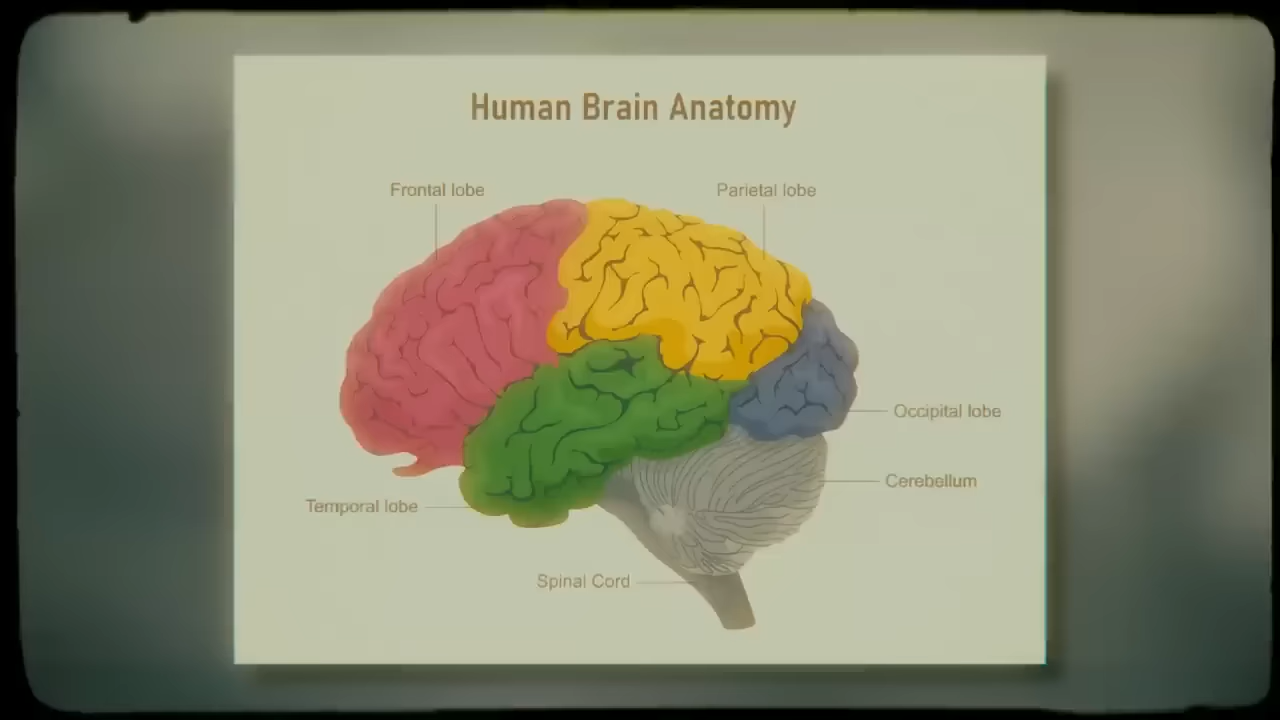 Human Brain Anatomy
Frontal lobe
Parietal lobe
Occipital lobe
Cerebellum
Temporal lobe
Spinal Cord